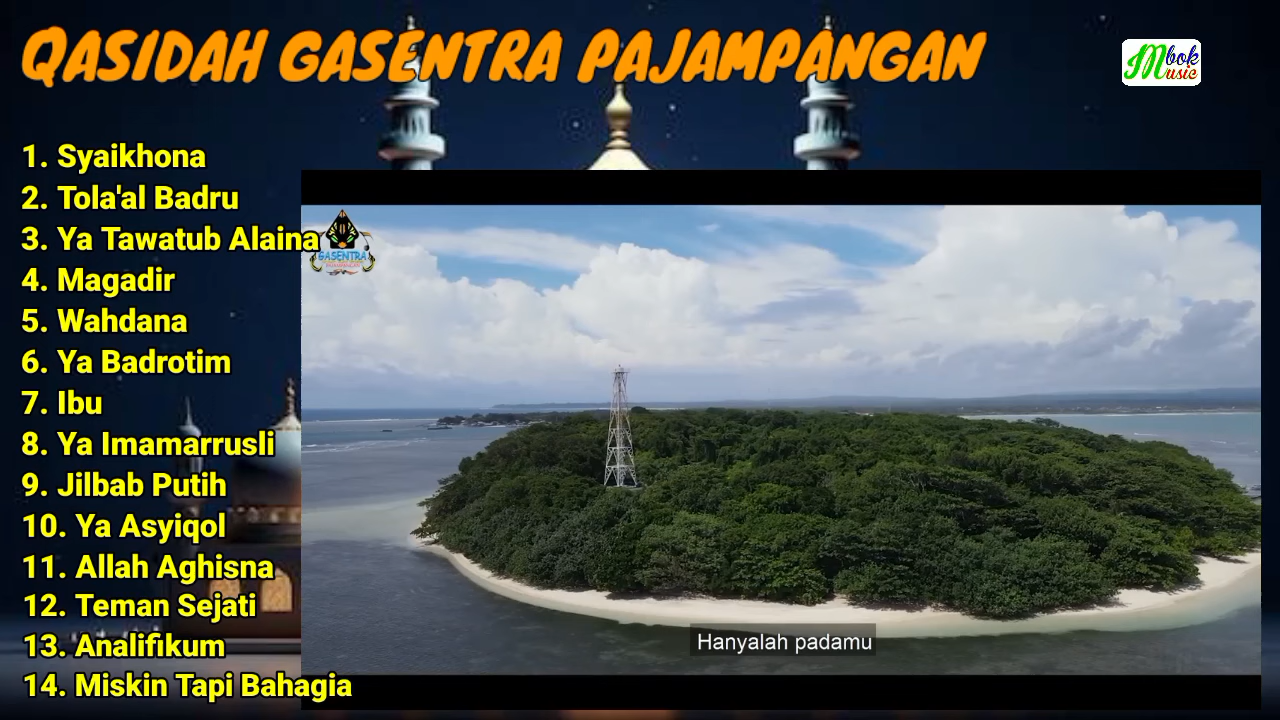 QASIDAH GASENTRA PAJAMPANGAN
Mbok
Music
1. Syaikhona
2. Tola'al Badru
3. Ya Tawatub Alaina
4. Magadir
5. Wahdana
6. Ya Badrotim
7. Ibu
8. Ya Imamarrusli
9. Jilbab Putih
10. Ya Asyiqol
11. Allah Aghisna
12. Teman Sejati
13. Analifikum
14. Miskin Tapi Bahagia
GASENTRA
Hanyalah padamu